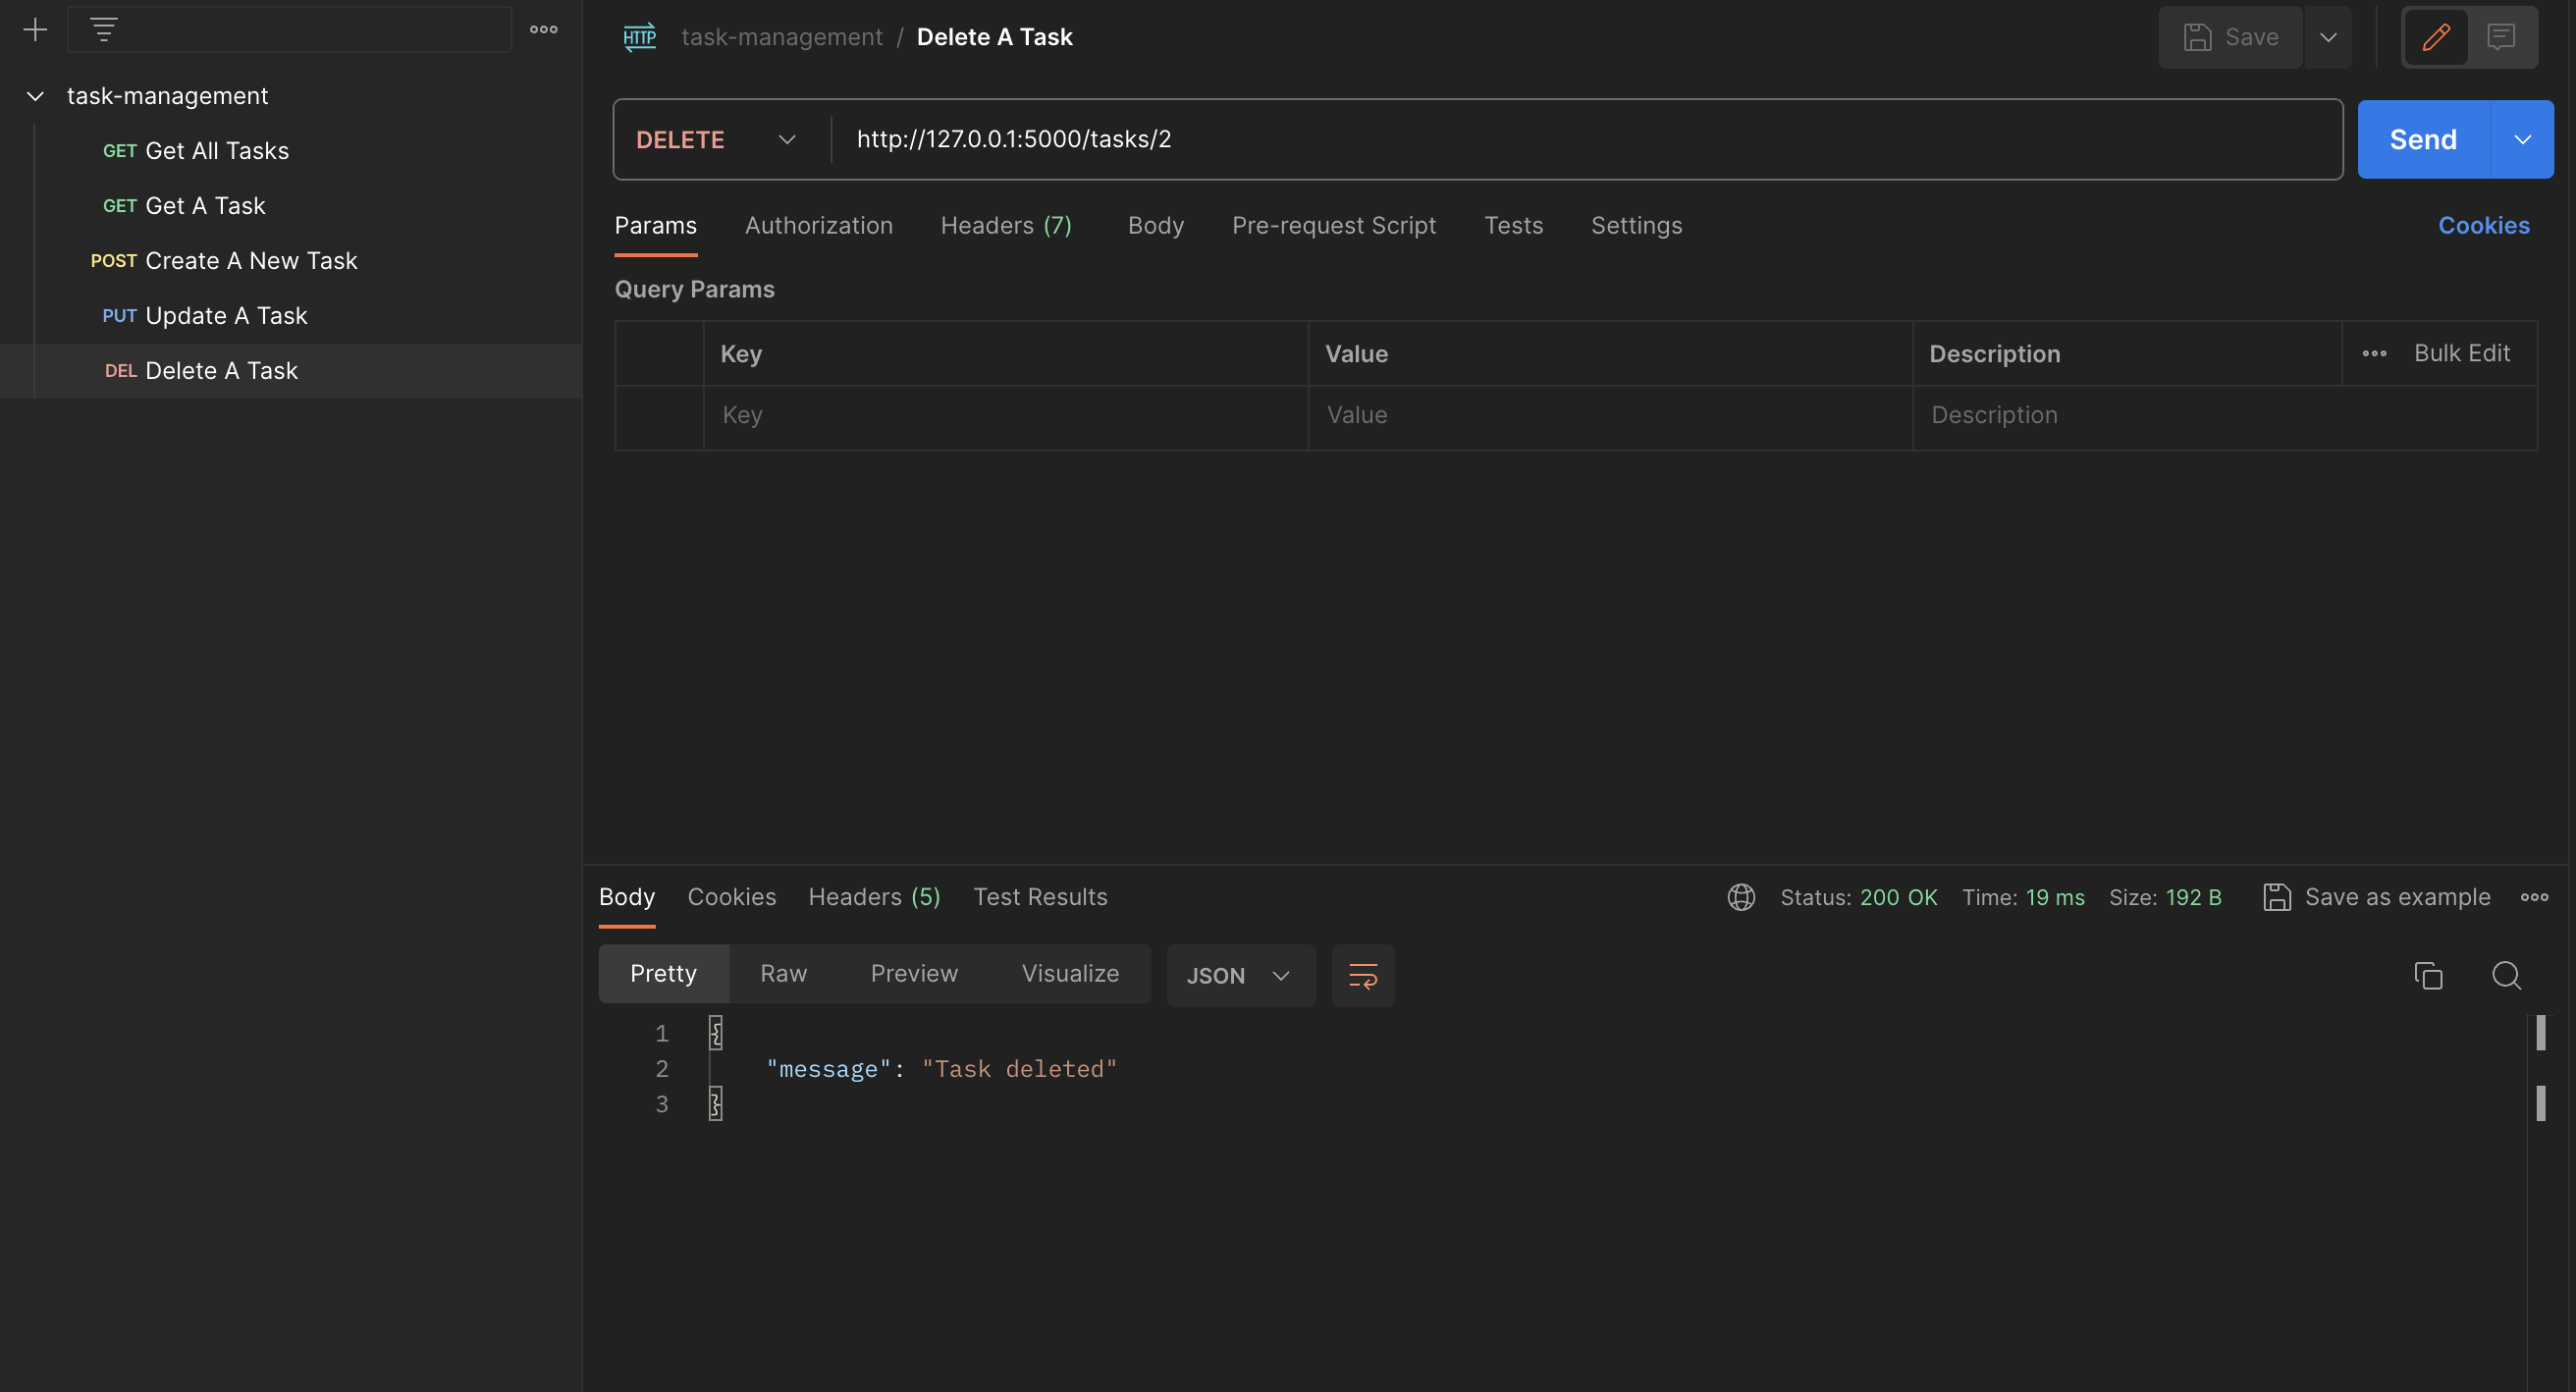 task-management
GET Get All Tasks
GET Get A Task
POST Create A New Task
PUT Update A Task
DEL Delete A Task
HTTP task-management / Delete A Task
Save
DELETE http://127.0.0.1:5000/tasks/2
Send
Params Authorization Headers (7) Body Pre-request Script Tests Settings Cookies
Query Params
Key Value Description Bulk Edit
Key Value Description
Body Cookies Headers (5) Test Results Status: 200 OK Time: 19 ms Size: 192 B Save as example
Pretty Raw Preview Visualize JSON
1 {
2 "message": "Task deleted"
3 }